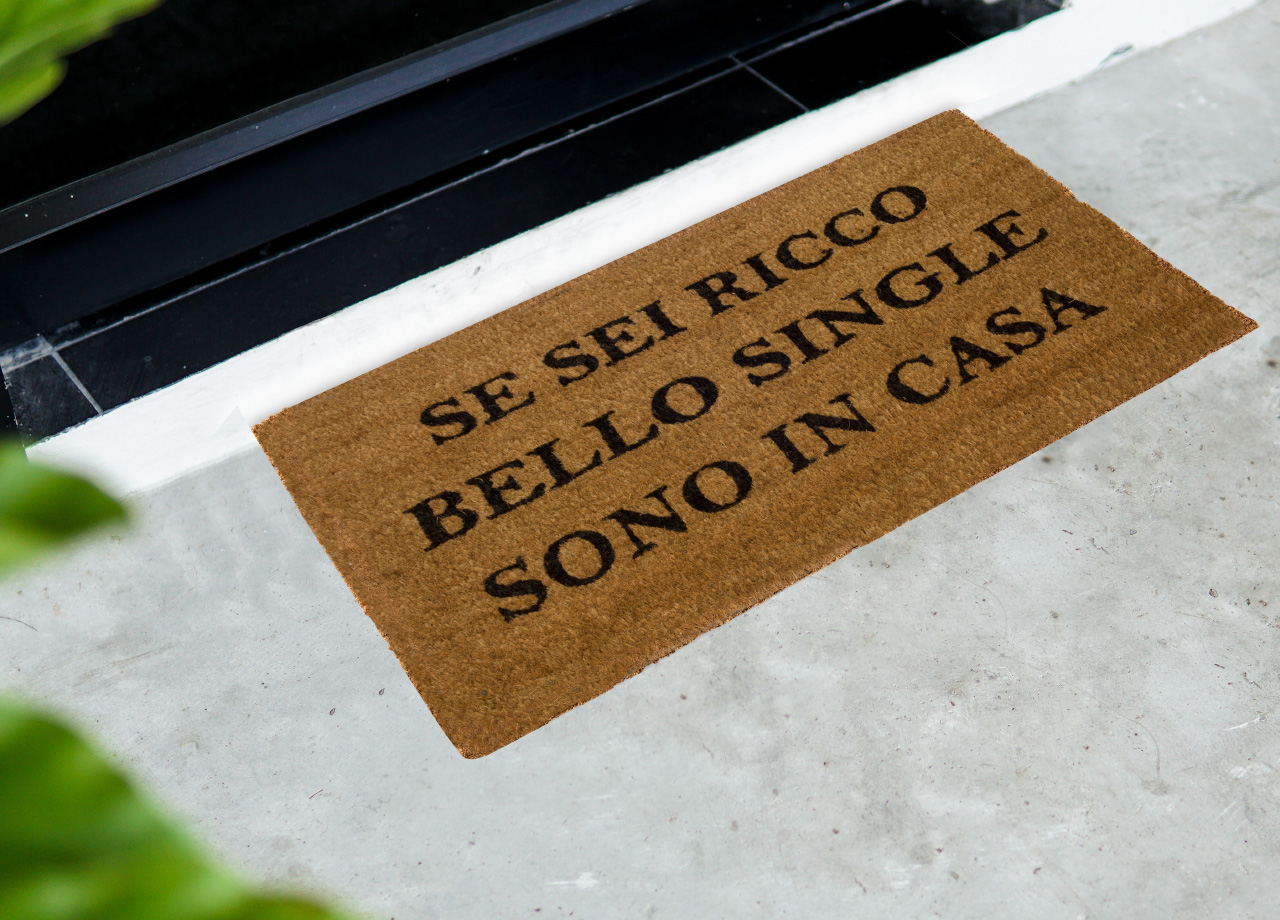 SE SEI RICCO
BELLO SINGLE
SONO IN CASA